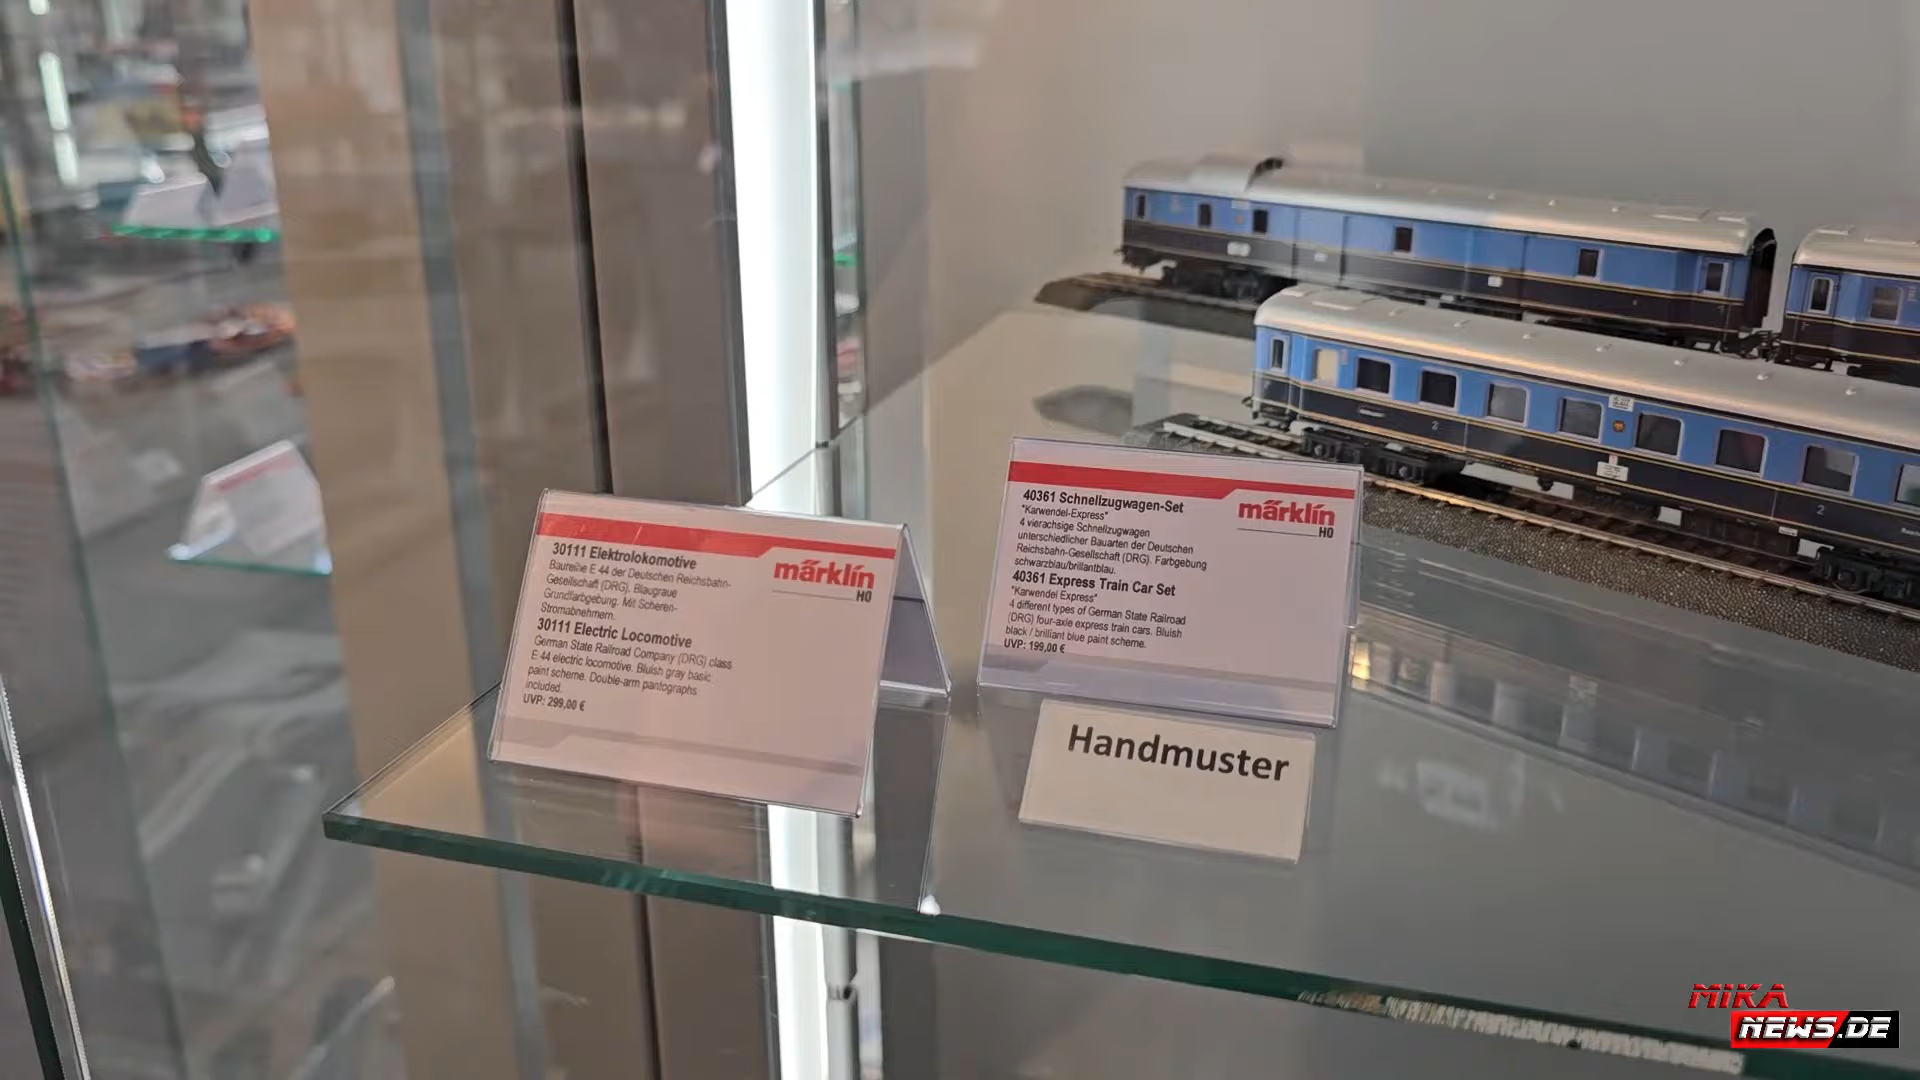 30111 Elektrolokomotive
Baureihe E 44 der Deutschen Reichsbahn-
Gesellschaft (DRG). Blaugraue
Grundfarbgebung. Mit Scheren-
Stromabnehmern.
30111 Electric Locomotive
German State Railroad Company (DRG) class
E 44 electric locomotive. Bluish gray basic
paint scheme. Double-arm pantographs
included.
UVP: 299,00 €
märklín
H0
40361 Schnellzugwagen-Set
"Karwendel-Express"
4 vierachsige Schnellzugwagen
unterschiedlicher Bauarten der Deutschen
Reichsbahn-Gesellschaft (DRG). Farbgebung
schwarzblau/brillantblau.
40361 Express Train Car Set
"Karwendel Express"
4 different types of German State Railroad
(DRG) four-axle express train cars. Bluish
black / brilliant blue paint scheme.
UVP: 199,00 €
märklín
H0
Handmuster
2
2
MIKA
NEWS.DE